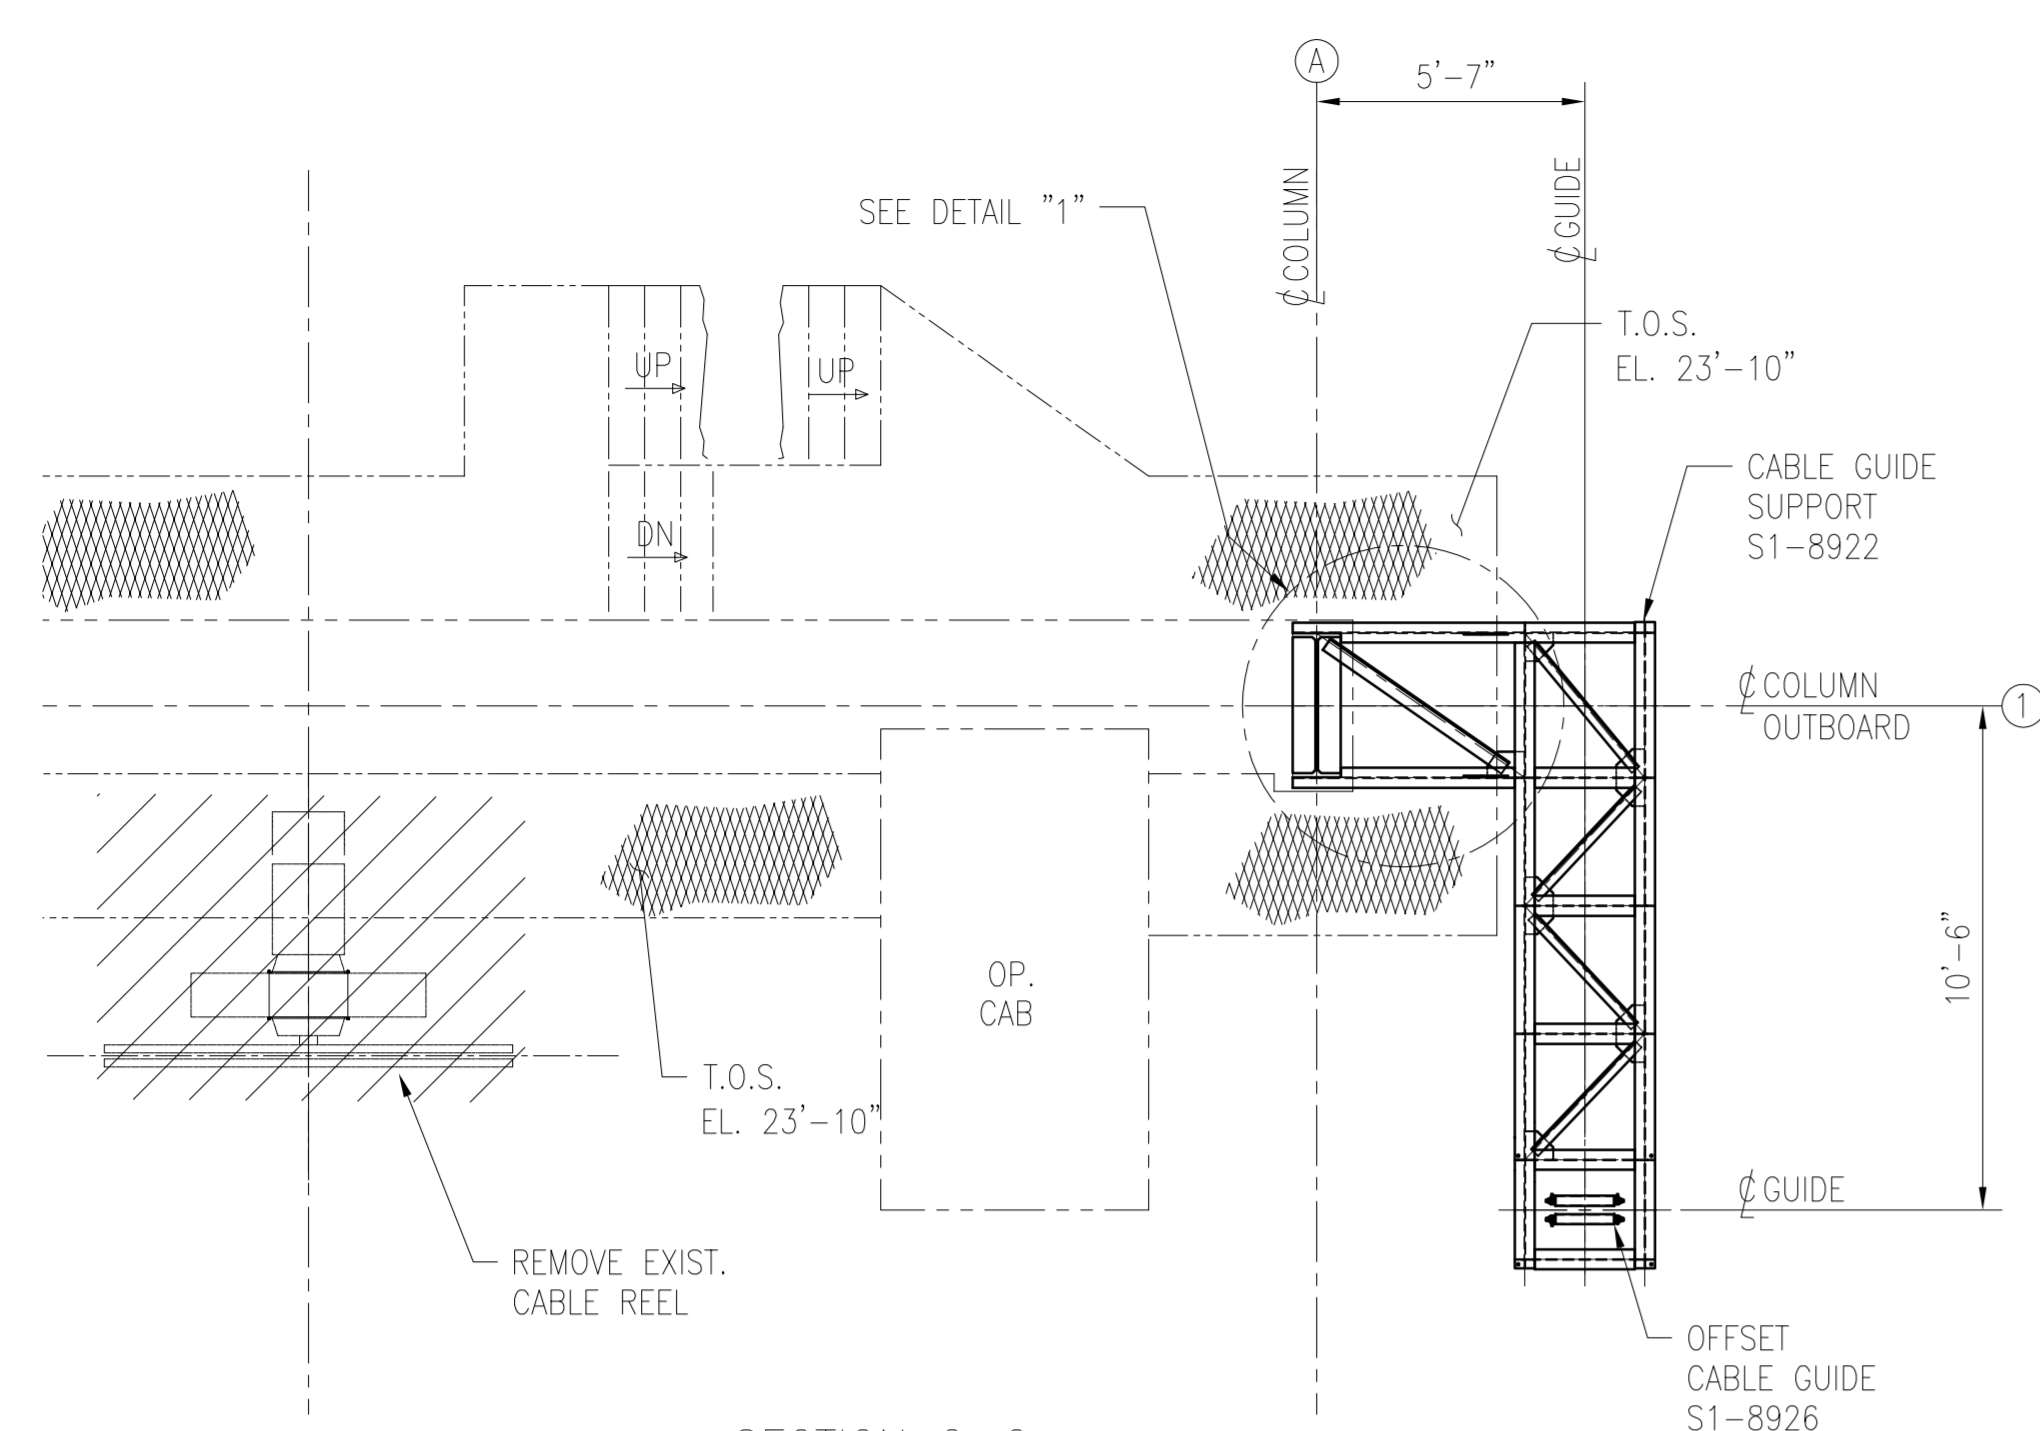 A
5'-7"
℄ COLUMN
℄ GUIDE
SEE DETAIL "1"
T.O.S.
EL. 23'-10"
UP
UP
CABLE GUIDE
SUPPORT
S1-8922
DN
℄ COLUMN
OUTBOARD
1
10'-6"
OP.
CAB
T.O.S.
EL. 23'-10"
℄ GUIDE
REMOVE EXIST.
CABLE REEL
OFFSET
CABLE GUIDE
S1-8926
SECTION